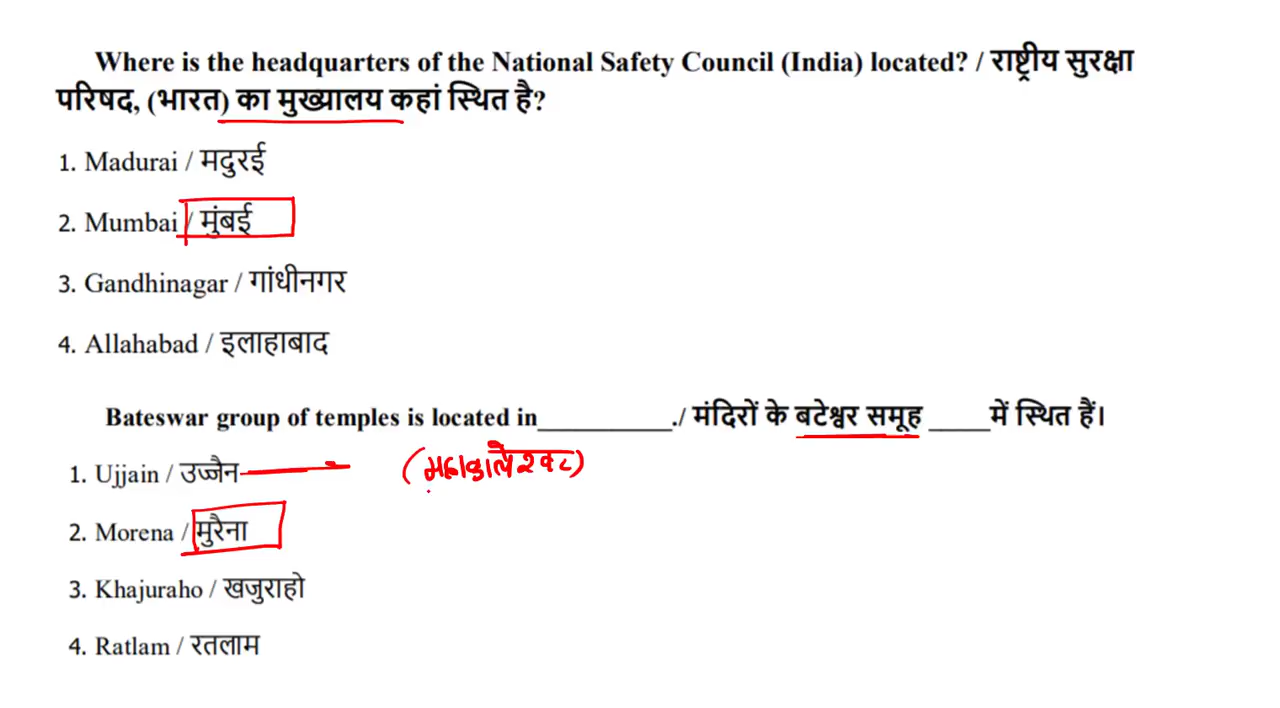 Where is the headquarters of the National Safety Council (India) located? / राष्ट्रीय सुरक्षा
परिषद, (भारत) का मुख्यालय कहां स्थित है?
1. Madurai / मदुरई
2. Mumbai / मुंबई
3. Gandhinagar / गांधीनगर
4. Allahabad / इलाहाबाद
Bateswar group of temples is located in___________./ मंदिरों के बटेश्वर समूह _____में स्थित हैं।
1. Ujjain / उज्जैन (महाकालेश्वर)
2. Morena / मुरैना
3. Khajuraho / खजुराहो
4. Ratlam / रतलाम